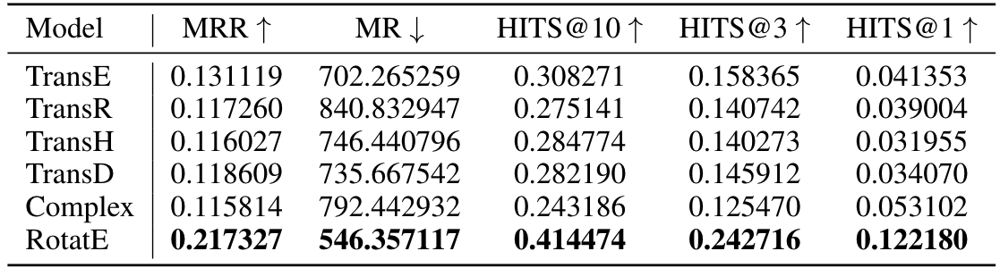 Model MRR ↑ MR ↓ HITS@10 ↑ HITS@3 ↑ HITS@1 ↑
TransE 0.131119 702.265259 0.308271 0.158365 0.041353
TransR 0.117260 840.832947 0.275141 0.140742 0.039004
TransH 0.116027 746.440796 0.284774 0.140273 0.031955
TransD 0.118609 735.667542 0.282190 0.145912 0.034070
Complex 0.115814 792.442932 0.243186 0.125470 0.053102
RotatE 0.217327 546.357117 0.414474 0.242716 0.122180